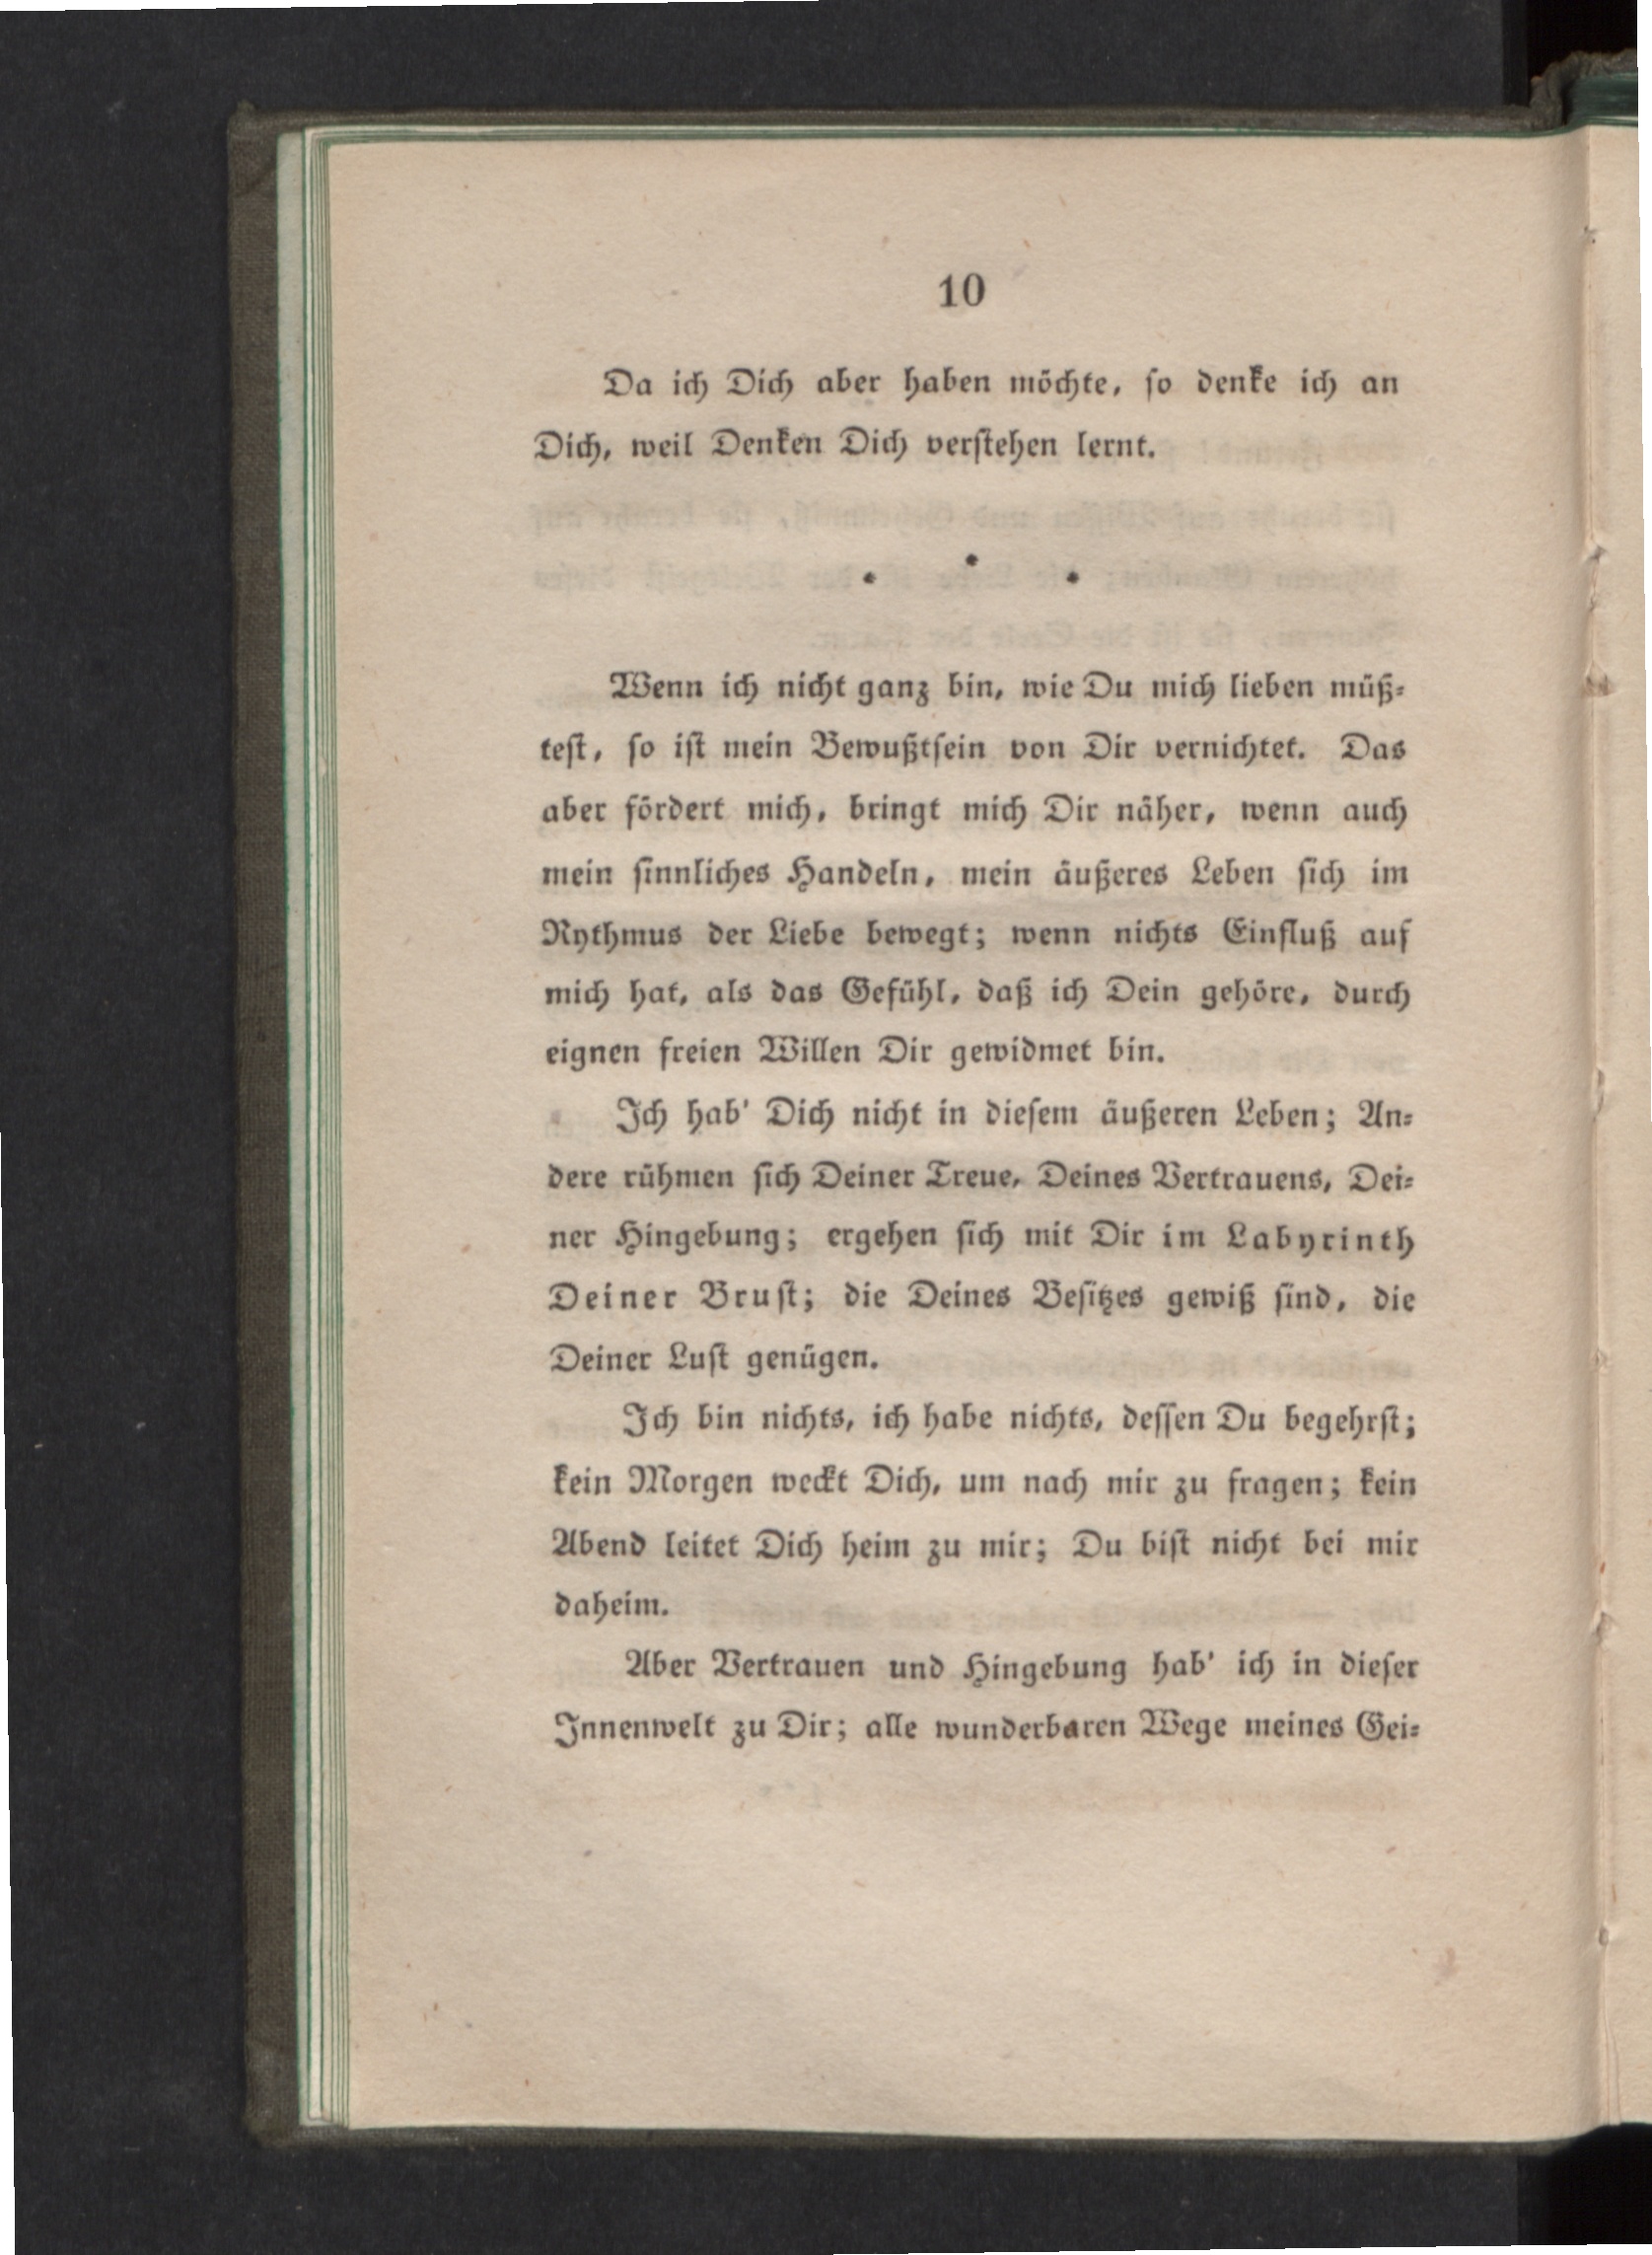 10
Da ich Dich aber haben möchte, so denke ich an
Dich, weil Denken Dich verstehen lernt.
Wenn ich nicht ganz bin, wie Du mich lieben müß-
test, so ist mein Bewußtsein von Dir vernichtet. Das
aber fördert mich, bringt mich Dir näher, wenn auch
mein sinnliches Handeln, mein äußeres Leben sich im
Rythmus der Liebe bewegt; wenn nichts Einfluß auf
mich hat, als das Gefühl, daß ich Dein gehöre, durch
eignen freien Willen Dir gewidmet bin.
Ich hab' Dich nicht in diesem äußeren Leben; An-
dere rühmen sich Deiner Treue, Deines Vertrauens, Dei-
ner Hingebung; ergehen sich mit Dir im Labyrinth
Deiner Brust; die Deines Besitzes gewiß sind, die
Deiner Lust genügen.
Ich bin nichts, ich habe nichts, dessen Du begehrst;
kein Morgen weckt Dich, um nach mir zu fragen; kein
Abend leitet Dich heim zu mir; Du bist nicht bei mir
daheim.
Aber Vertrauen und Hingebung hab' ich in dieser
Innenwelt zu Dir; alle wunderbaren Wege meines Gei-